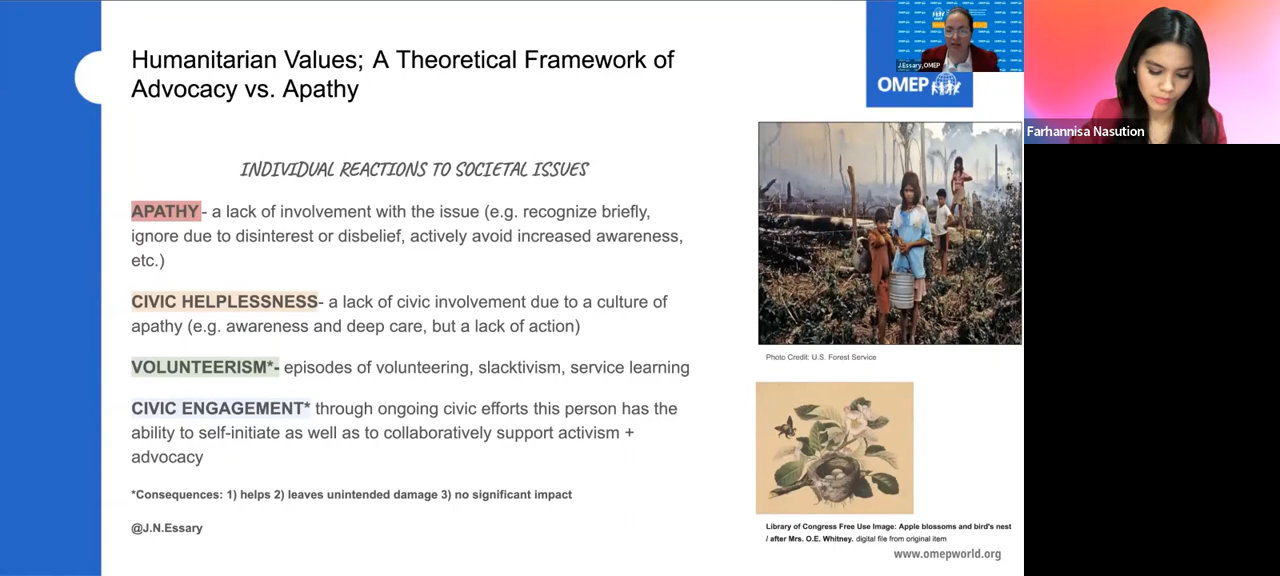 Humanitarian Values; A Theoretical Framework of
Advocacy vs. Apathy
INDIVIDUAL REACTIONS TO SOCIETAL ISSUES
APATHY- a lack of involvement with the issue (e.g. recognize briefly,
ignore due to disinterest or disbelief, actively avoid increased awareness,
etc.)
CIVIC HELPLESSNESS- a lack of civic involvement due to a culture of
apathy (e.g. awareness and deep care, but a lack of action)
VOLUNTEERISM*- episodes of volunteering, slacktivism, service learning
CIVIC ENGAGEMENT* through ongoing civic efforts this person has the
ability to self-initiate as well as to collaboratively support activism +
advocacy
*Consequences: 1) helps 2) leaves unintended damage 3) no significant impact
@J.N.Essary
J.Essary,OMEP
OMEP
Photo Credit: U.S. Forest Service
Library of Congress Free Use Image: Apple blossoms and bird's nest
/ after Mrs. O.E. Whitney. digital file from original item
www.omepworld.org
Farhannisa Nasution